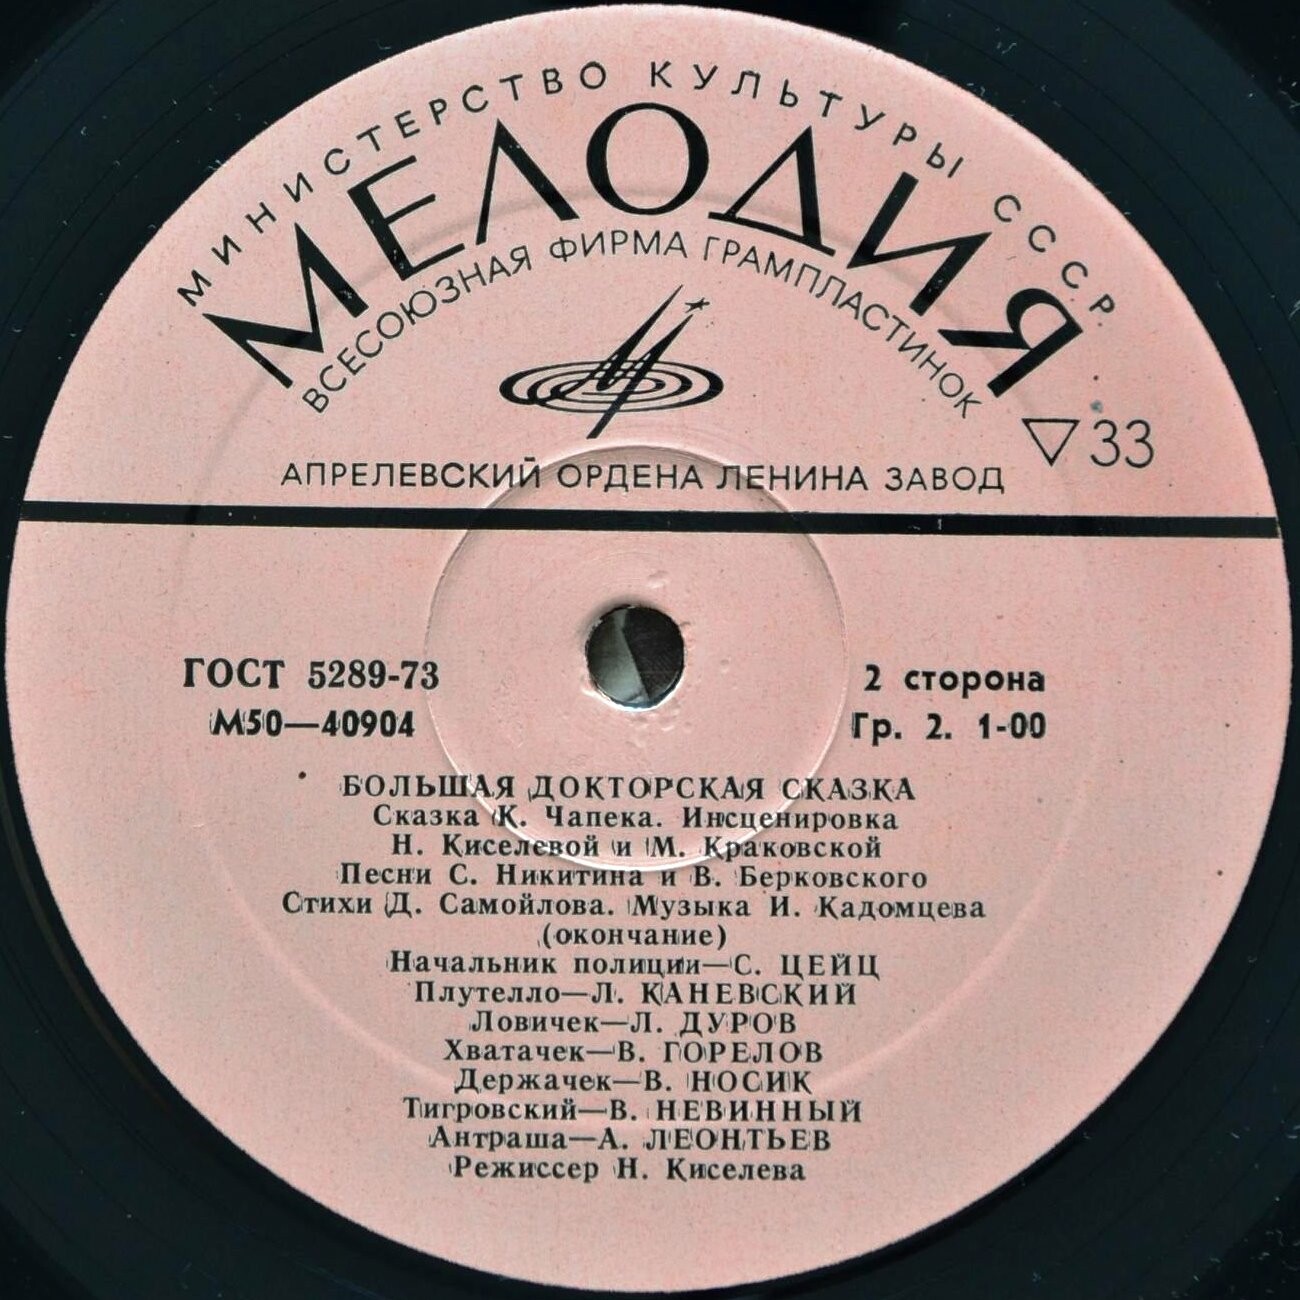 МИНИСТЕРСТВО КУЛЬТУРЫ СССР.
МЕЛОДИЯ
ВСЕСОЮЗНАЯ ФИРМА ГРАМПЛАСТИНОК
33
АПРЕЛЕВСКИЙ ОРДЕНА ЛЕНИНА ЗАВОД
ГОСТ 5289-73
2 сторона
М50—40904
Гр. 2. 1-00
БОЛЬШАЯ ДОКТОРСКАЯ СКАЗКА
Сказка К. Чапека. Инсценировка
Н. Киселевой и М. Краковской
Песни С. Никитина и В. Берковского
Стихи Д. Самойлова. Музыка И. Кадомцева
(окончание)
Начальник полиции—С. ЦЕЙЦ
Плутелло—Л. КАНЕВСКИЙ
Ловичек—Л. ДУРОВ
Хватачек—В. ГОРЕЛОВ
Держачек—В. НОСИК
Тигровский—В. НЕВИННЫЙ
Антраша—А. ЛЕОНТЬЕВ
Режиссер Н. Киселева